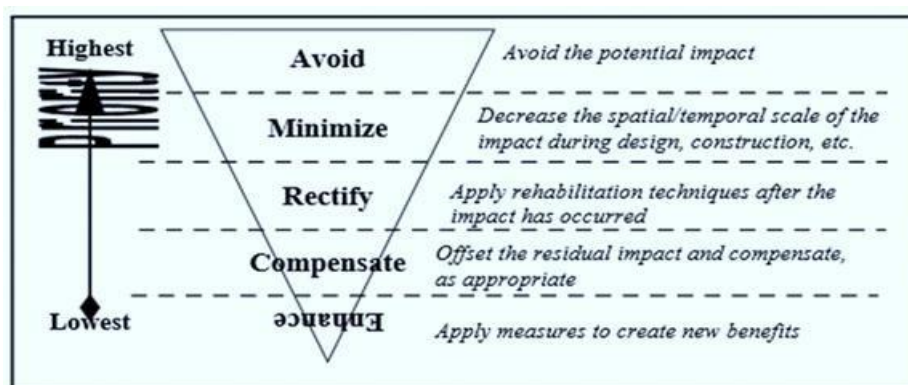 Highest
Avoid
Avoid the potential impact
Minimize
Decrease the spatial/temporal scale of the
impact during design, construction, etc.
Rectify
Apply rehabilitation techniques after the
impact has occurred
Compensate
Offset the residual impact and compensate,
as appropriate
Lowest
Enhance
Apply measures to create new benefits